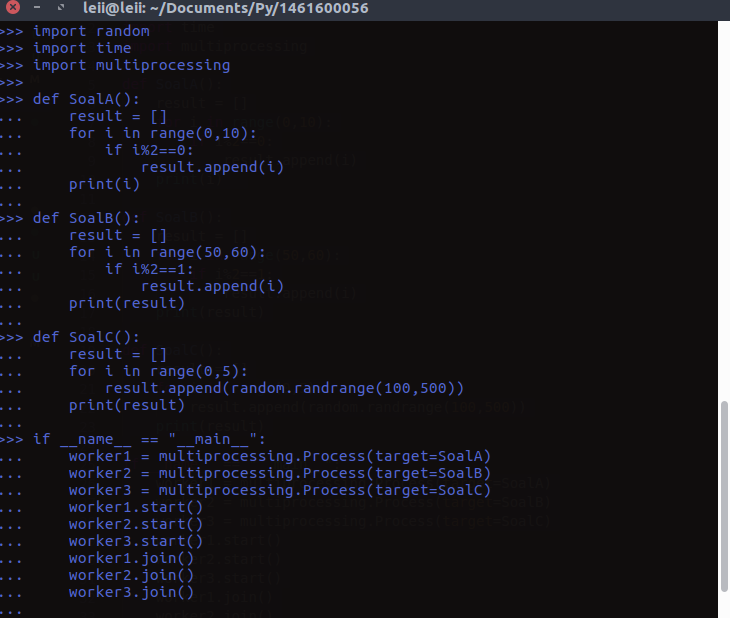 leii@leii: ~/Documents/Py/1461600056
>>> import random
>>> import time
>>> import multiprocessing
>>>
>>> def SoalA():
...     result = []
...     for i in range(0,10):
...         if i%2==0:
...             result.append(i)
...     print(i)
...
>>> def SoalB():
...     result = []
...     for i in range(50,60):
...         if i%2==1:
...             result.append(i)
...     print(result)
...
>>> def SoalC():
...     result = []
...     for i in range(0,5):
...         result.append(random.randrange(100,500))
...     print(result)
...
>>> if __name__ == "__main__":
...     worker1 = multiprocessing.Process(target=SoalA)
...     worker2 = multiprocessing.Process(target=SoalB)
...     worker3 = multiprocessing.Process(target=SoalC)
...     worker1.start()
...     worker2.start()
...     worker3.start()
...     worker1.join()
...     worker2.join()
...     worker3.join()
...